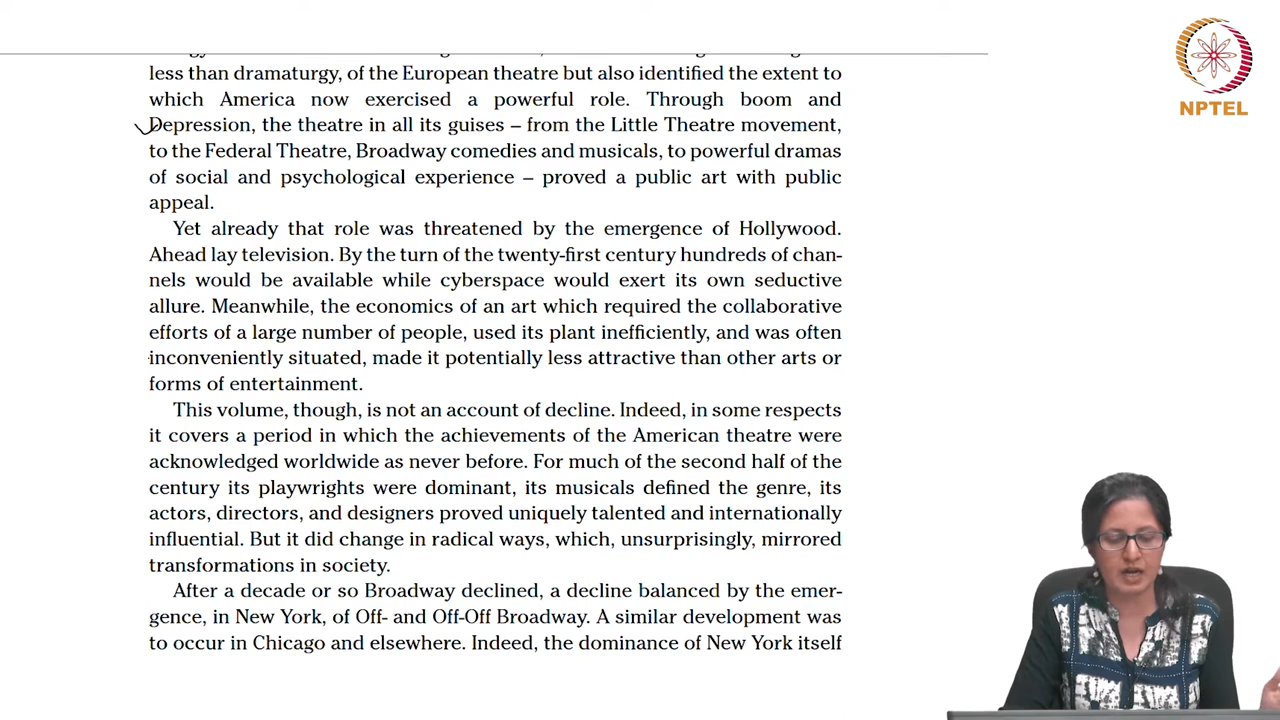 less than dramaturgy, of the European theatre but also identified the extent to
which America now exercised a powerful role. Through boom and
Depression, the theatre in all its guises – from the Little Theatre movement,
to the Federal Theatre, Broadway comedies and musicals, to powerful dramas
of social and psychological experience – proved a public art with public
appeal.
Yet already that role was threatened by the emergence of Hollywood.
Ahead lay television. By the turn of the twenty-first century hundreds of chan-
nels would be available while cyberspace would exert its own seductive
allure. Meanwhile, the economics of an art which required the collaborative
efforts of a large number of people, used its plant inefficiently, and was often
inconveniently situated, made it potentially less attractive than other arts or
forms of entertainment.
This volume, though, is not an account of decline. Indeed, in some respects
it covers a period in which the achievements of the American theatre were
acknowledged worldwide as never before. For much of the second half of the
century its playwrights were dominant, its musicals defined the genre, its
actors, directors, and designers proved uniquely talented and internationally
influential. But it did change in radical ways, which, unsurprisingly, mirrored
transformations in society.
After a decade or so Broadway declined, a decline balanced by the emer-
gence, in New York, of Off- and Off-Off Broadway. A similar development was
to occur in Chicago and elsewhere. Indeed, the dominance of New York itself
NPTEL